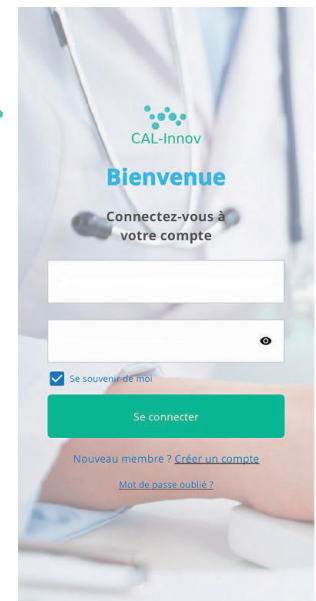 CAL-Innov
Bienvenue
Connectez-vous à
votre compte
Se souvenir de moi
Se connecter
Nouveau membre ? Créer un compte
Mot de passe oublié ?